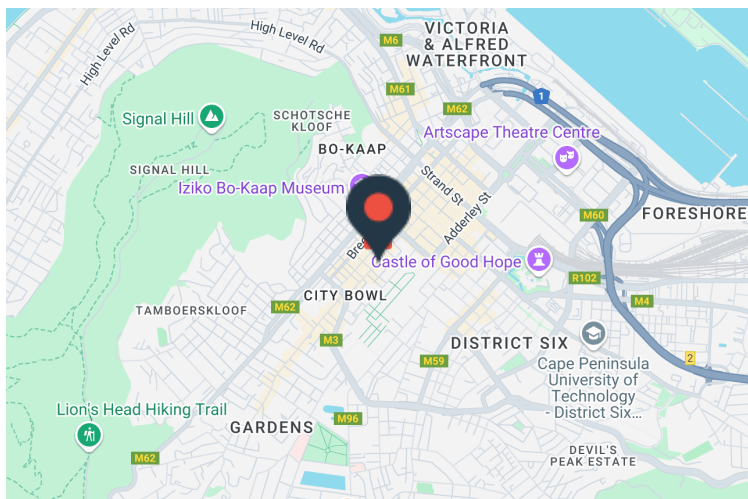 High Level Rd
High Level Rd
VICTORIA
& ALFRED
WATERFRONT
M6
M61
M62
1
Signal Hill
SCHOTSCHE
KLOOF
Artscape Theatre Centre
BO-KAAP
SIGNAL HILL
Iziko Bo-Kaap Museum
Strand St
Adderley St
M60
FORESHORE
Castle of Good Hope
R102
CITY BOWL
M62
TAMBOERSKLOOF
M4
M3
DISTRICT SIX
M59
2
Cape Peninsula
University of
Technology
- District Six...
Lion's Head Hiking Trail
M96
GARDENS
M62
DEVIL'S
PEAK ESTATE